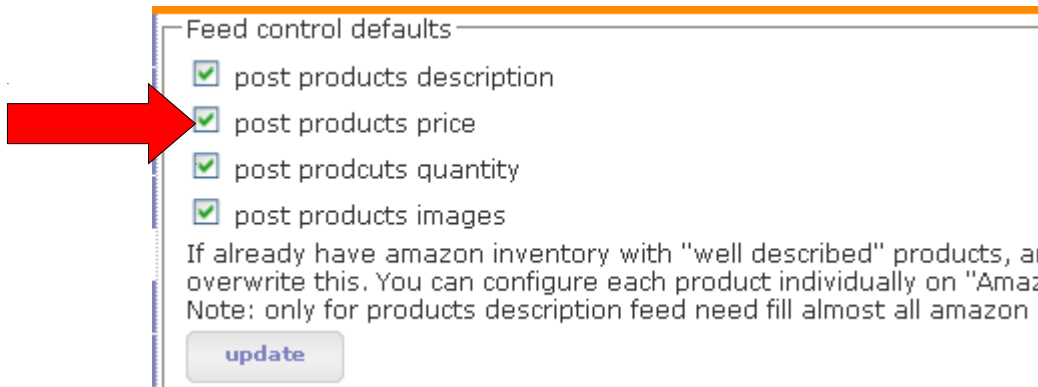 Feed control defaults
post products description
post products price
post prodcuts quantity
post products images
If already have amazon inventory with "well described" products,
overwrite this. You can configure each product individually on
Note: only for products description feed need fill almost all amazon
update